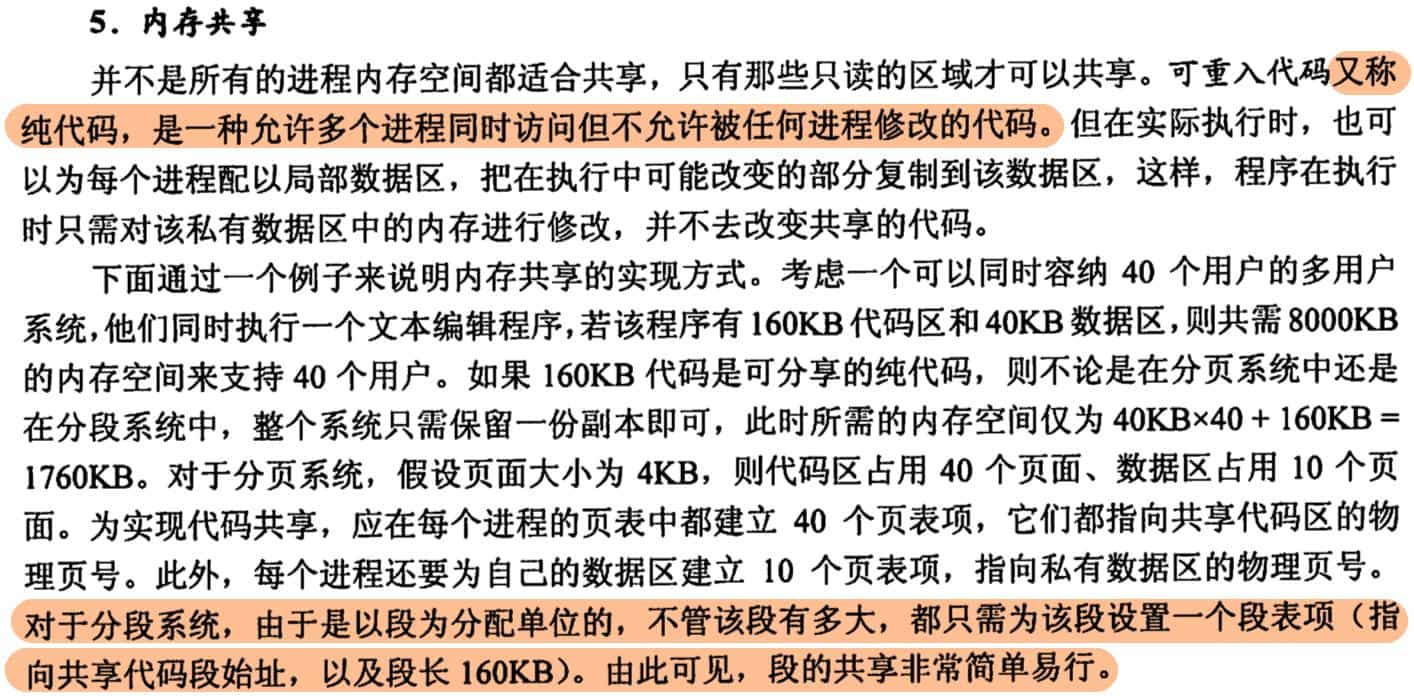 5. 内存共享
并不是所有的进程内存空间都适合共享，只有那些只读的区域才可以共享。可重入代码又称
纯代码，是一种允许多个进程同时访问但不允许被任何进程修改的代码。但在实际执行时，也可
以为每个进程配以局部数据区，把在执行中可能改变的部分复制到该数据区，这样，程序在执行
时只需对该私有数据区中的内存进行修改，并不去改变共享的代码。
下面通过一个例子来说明内存共享的实现方式。考虑一个可以同时容纳 40 个用户的多用户
系统，他们同时执行一个文本编辑程序，若该程序有 160KB 代码区和 40KB 数据区，则共需 8000KB
的内存空间来支持 40 个用户。如果 160KB 代码是可分享的纯代码，则不论是在分页系统中还是
在分段系统中，整个系统只需保留一份副本即可，此时所需的内存空间仅为 40KB×40 + 160KB =
1760KB。对于分页系统，假设页面大小为 4KB，则代码区占用 40 个页面、数据区占用 10 个页
面。为实现代码共享，应在每个进程的页表中都建立 40 个页表项，它们都指向共享代码区的物
理页号。此外，每个进程还要为自己的数据区建立 10 个页表项，指向私有数据区的物理页号。
对于分段系统，由于是以段为分配单位的，不管该段有多大，都只需为该段设置一个段表项（指
向共享代码段始址，以及段长 160KB）。由此可见，段的共享非常简单易行。